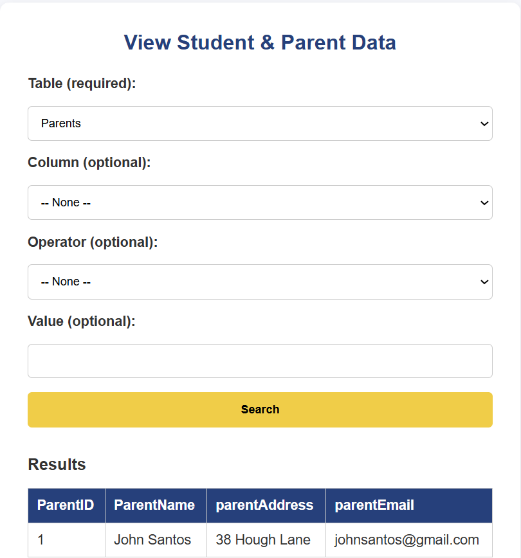 View Student & Parent Data
Table (required):
Parents
Column (optional):
-- None --
Operator (optional):
-- None --
Value (optional):
Search
Results
ParentID ParentName parentAddress parentEmail
1 John Santos 38 Hough Lane johnsantos@gmail.com